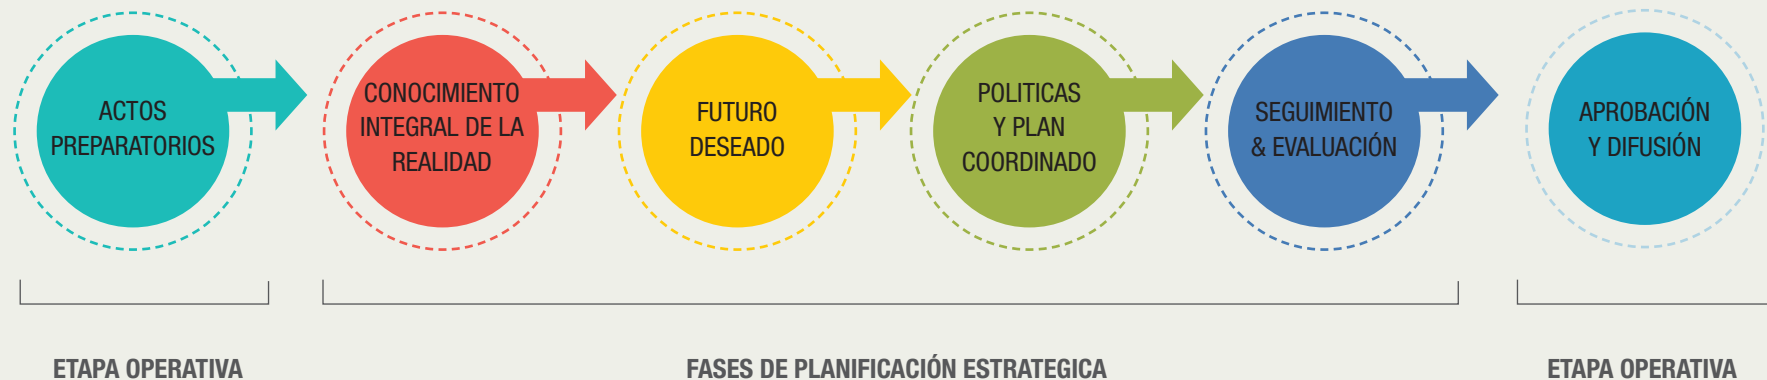 ACTOS
PREPARATORIOS
CONOCIMIENTO
INTEGRAL DE LA
REALIDAD
FUTURO
DESEADO
POLITICAS
Y PLAN
COORDINADO
SEGUIMIENTO
& EVALUACIÓN
APROBACIÓN
Y DIFUSIÓN
ETAPA OPERATIVA
FASES DE PLANIFICACIÓN ESTRATEGICA
ETAPA OPERATIVA